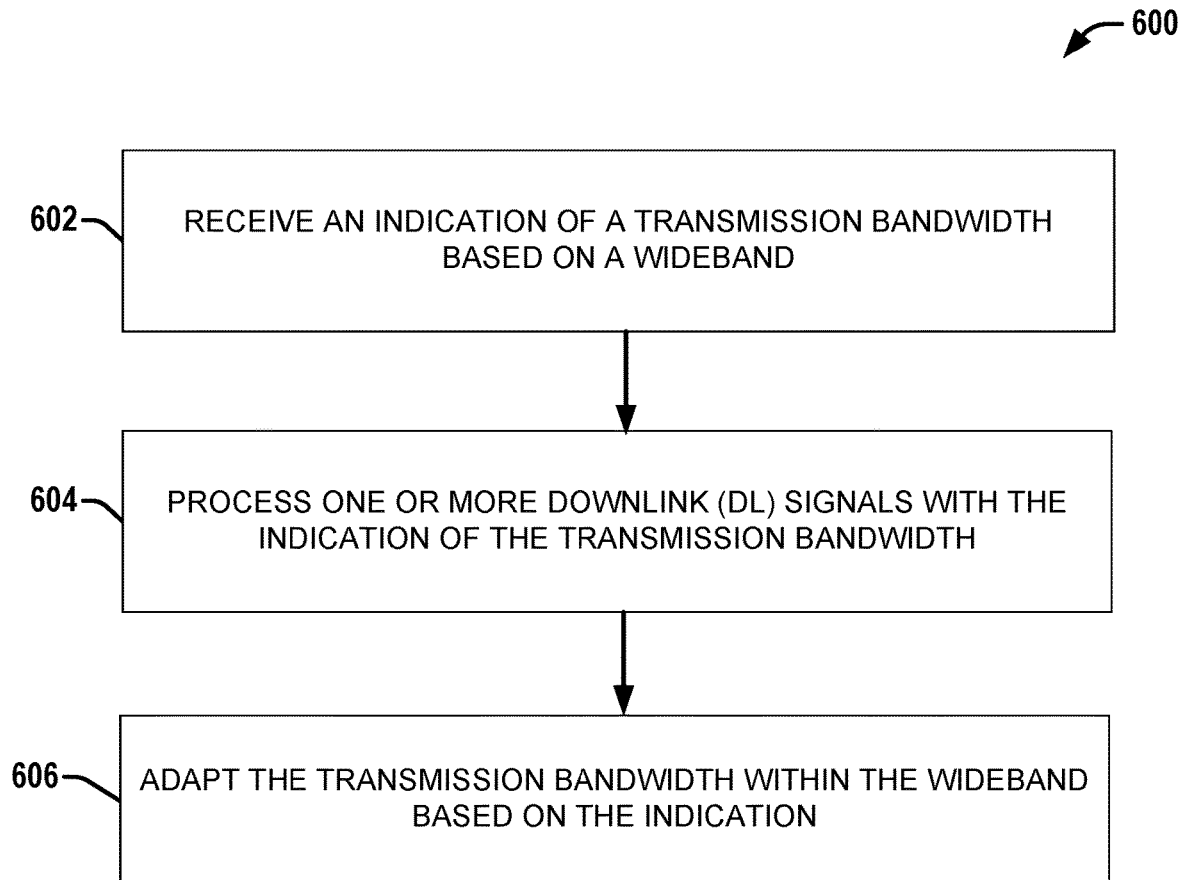 600
602
RECEIVE AN INDICATION OF A TRANSMISSION BANDWIDTH
BASED ON A WIDEBAND
604
PROCESS ONE OR MORE DOWNLINK (DL) SIGNALS WITH THE
INDICATION OF THE TRANSMISSION BANDWIDTH
606
ADAPT THE TRANSMISSION BANDWIDTH WITHIN THE WIDEBAND
BASED ON THE INDICATION